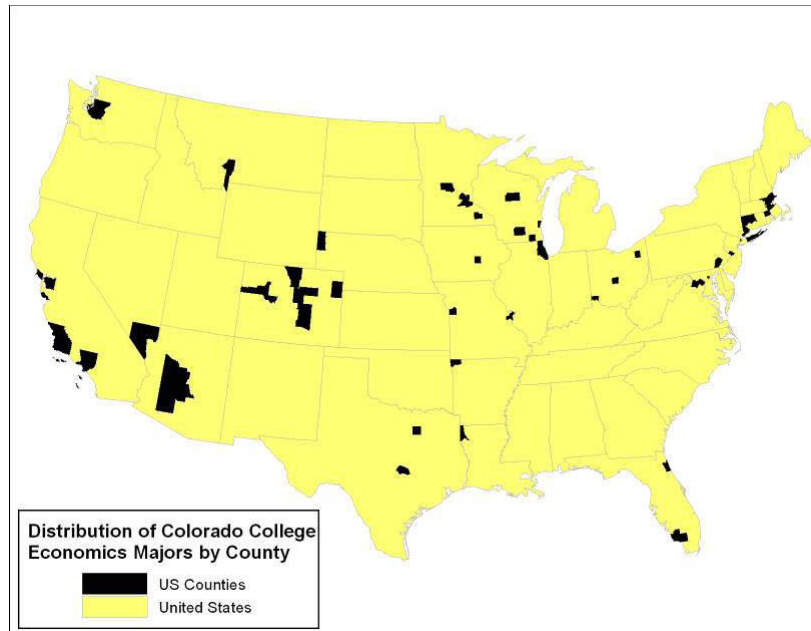 Distribution of Colorado College
Economics Majors by County
US Counties
United States